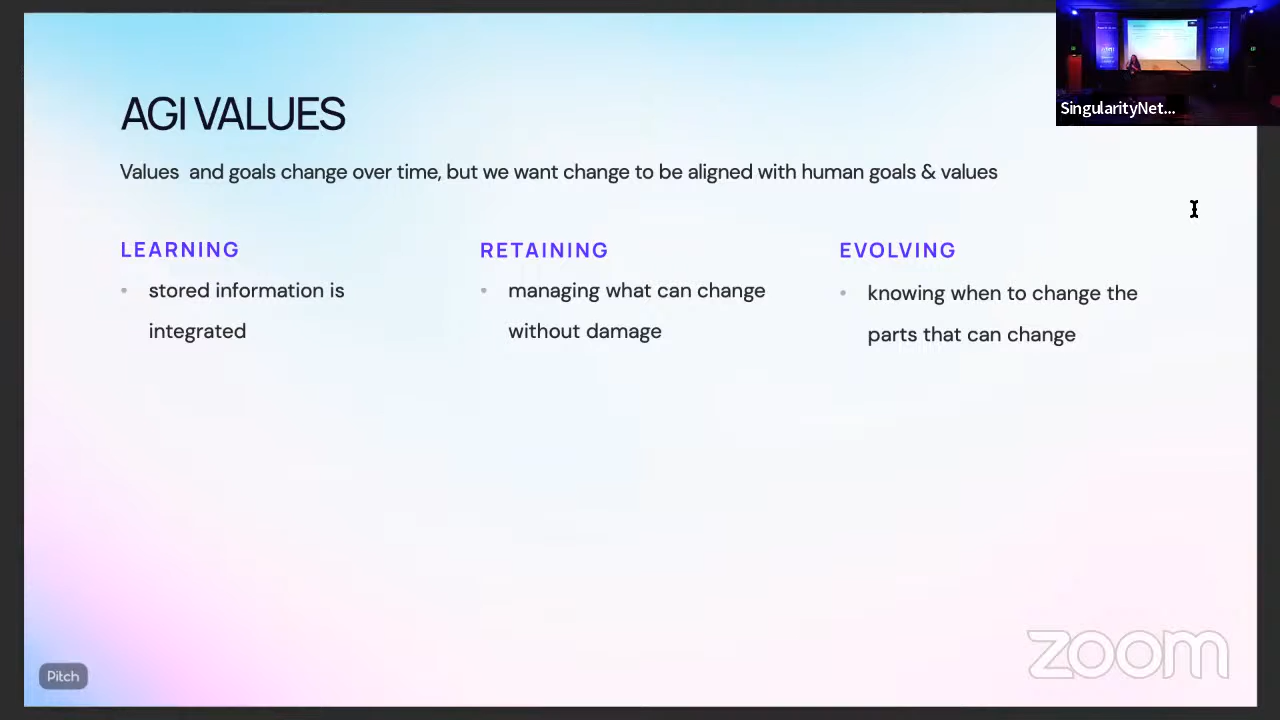 AGI VALUES
SingularityNet...
Values and goals change over time, but we want change to be aligned with human goals & values
LEARNING
• stored information is
integrated
RETAINING
• managing what can change
without damage
EVOLVING
• knowing when to change the
parts that can change
Pitch
zoom